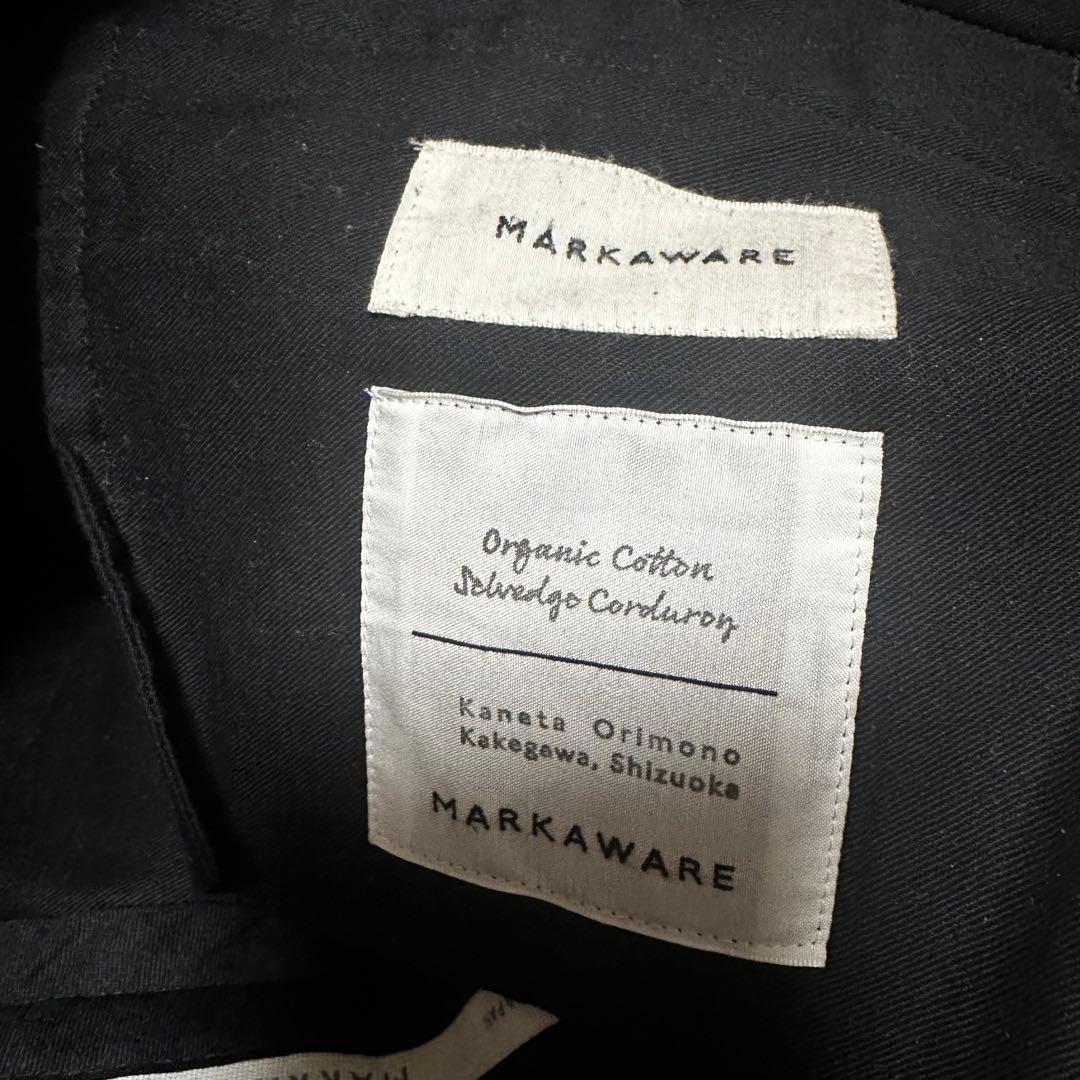 MARKAWARE
Organic Cotton
Selvedge Corduroy
Kaneta Orimono
Kakegawa, Shizuoka
MARKAWARE